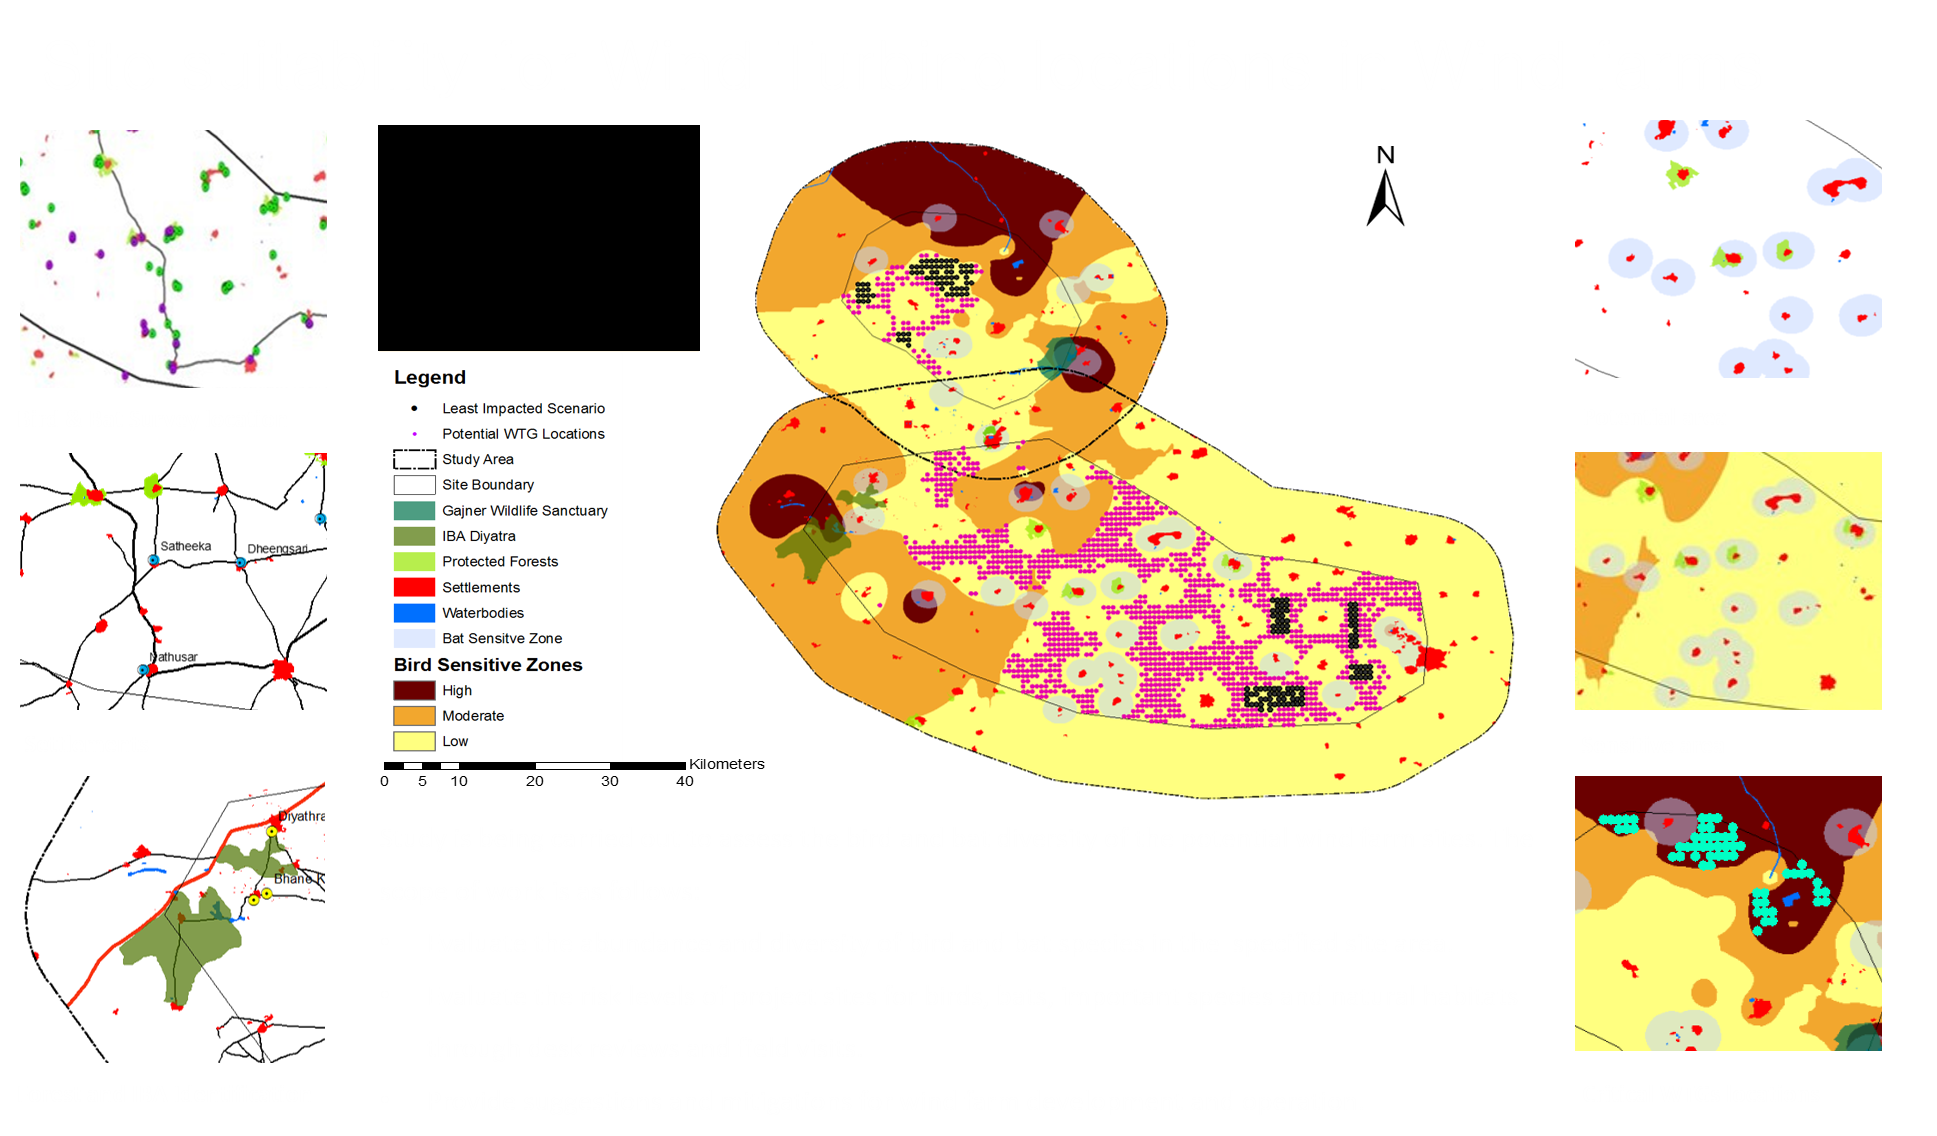 N
Legend
Least Impacted Scenario
Potential WTG Locations
Study Area
Site Boundary
Gajner Wildlife Sanctuary
IBA Diyatra
Protected Forests
Settlements
Waterbodies
Bat Sensitve Zone
Bird Sensitive Zones
High
Moderate
Low
Kilometers
0 5 10 20 30 40
Satheeka
Dheengsari
Nathusar
Diyathra
Bhane K